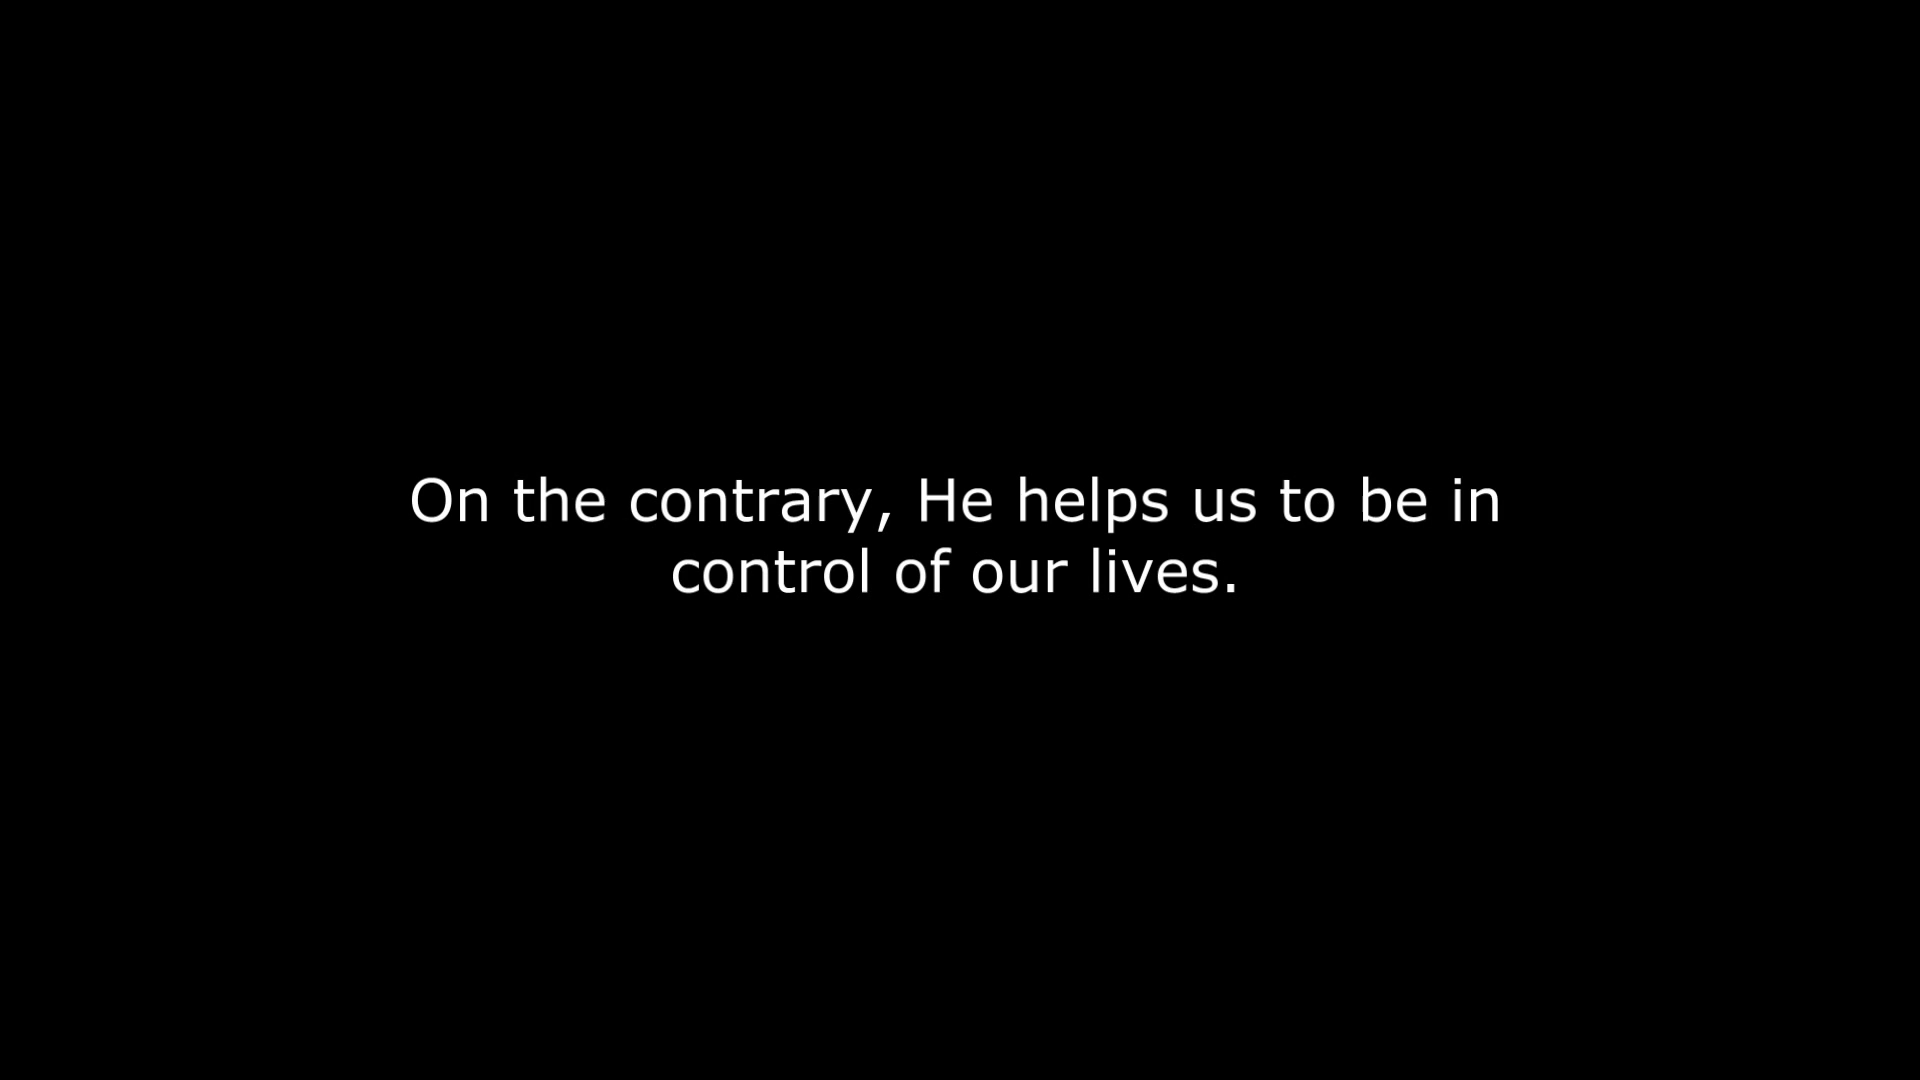 On the contrary, He helps us to be in
control of our lives.